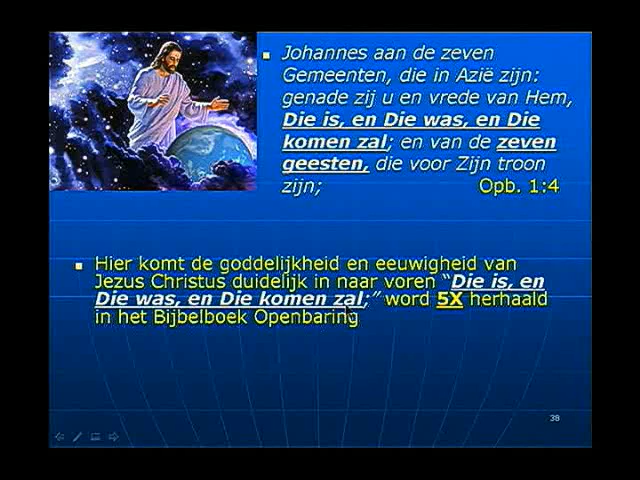 Johannes aan de zeven
Gemeenten, die in Azië zijn:
genade zij u en vrede van Hem,
Die is, en Die was, en Die
komen zal; en van de zeven
geesten, die voor Zijn troon
zijn; Opb. 1:4
Hier komt de goddelijkheid en eeuwigheid van
Jezus Christus duidelijk in naar voren “Die is, en
Die was, en Die komen zal;” word 5X herhaald
in het Bijbelboek Openbaring
38